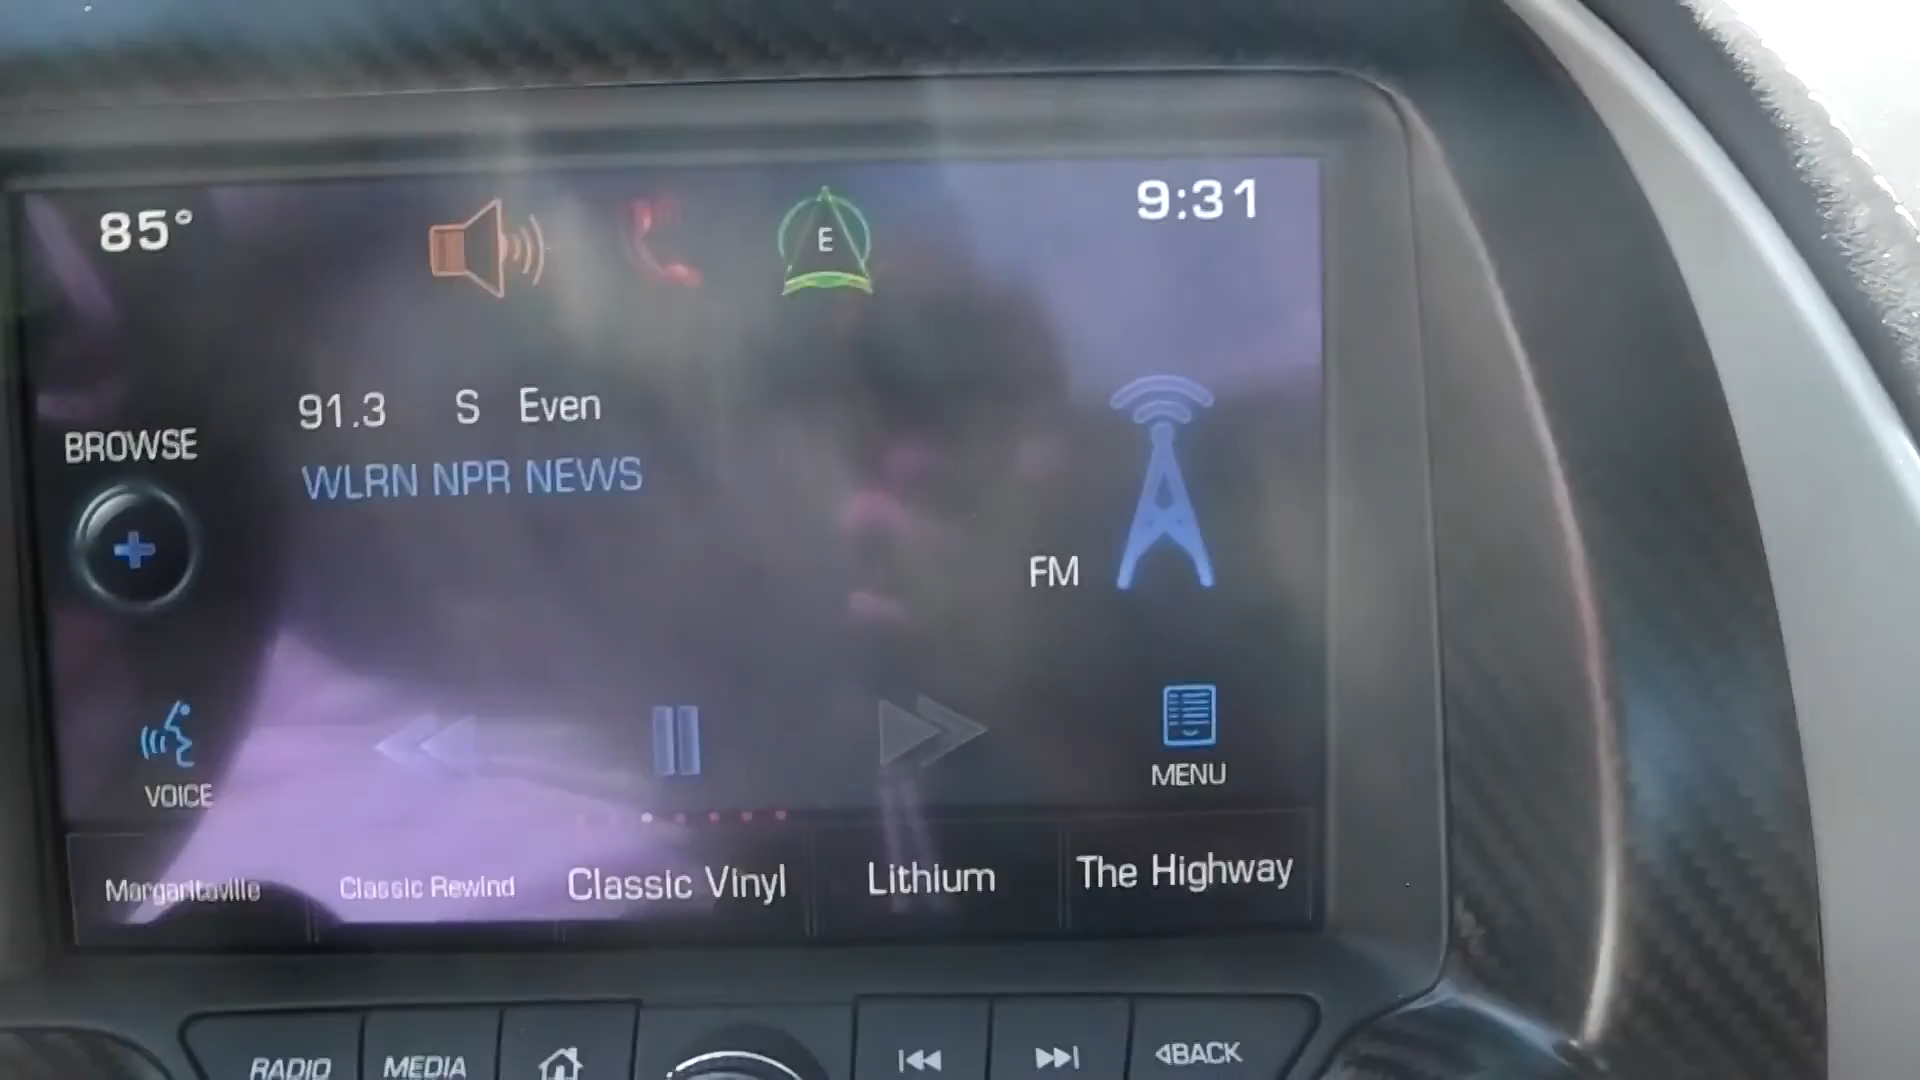 85°
E
9:31
91.3 S Even
WLRN NPR NEWS
BROWSE
FM
VOICE
MENU
Margaritaville
Classic Rewind
Classic Vinyl
Lithium
The Highway
RADIO
MEDIA
BACK